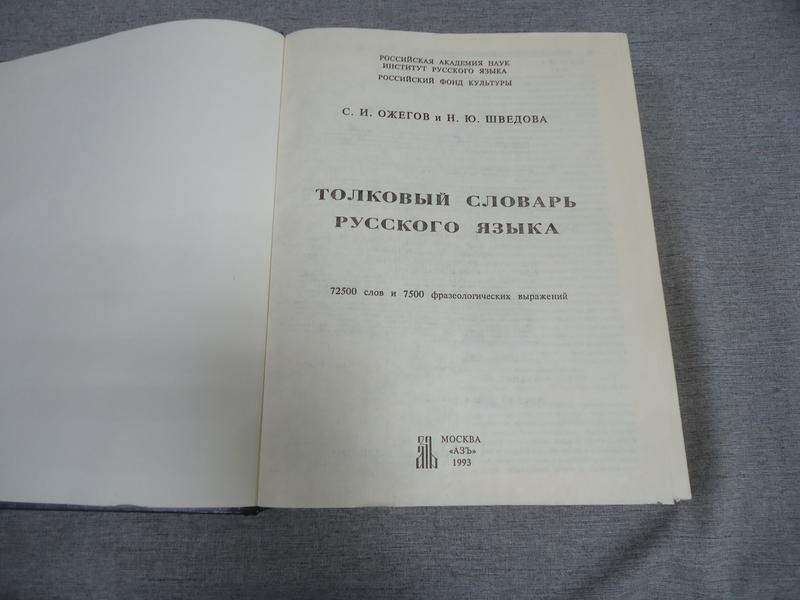 РОССИЙСКАЯ АКАДЕМИЯ НАУК
ИНСТИТУТ РУССКОГО ЯЗЫКА
РОССИЙСКИЙ ФОНД КУЛЬТУРЫ
С. И. ОЖЕГОВ и Н. Ю. ШВЕДОВА
ТОЛКОВЫЙ СЛОВАРЬ
РУССКОГО ЯЗЫКА
72500 слов и 7500 фразеологических выражений
МОСКВА
«АЗЪ»
1993